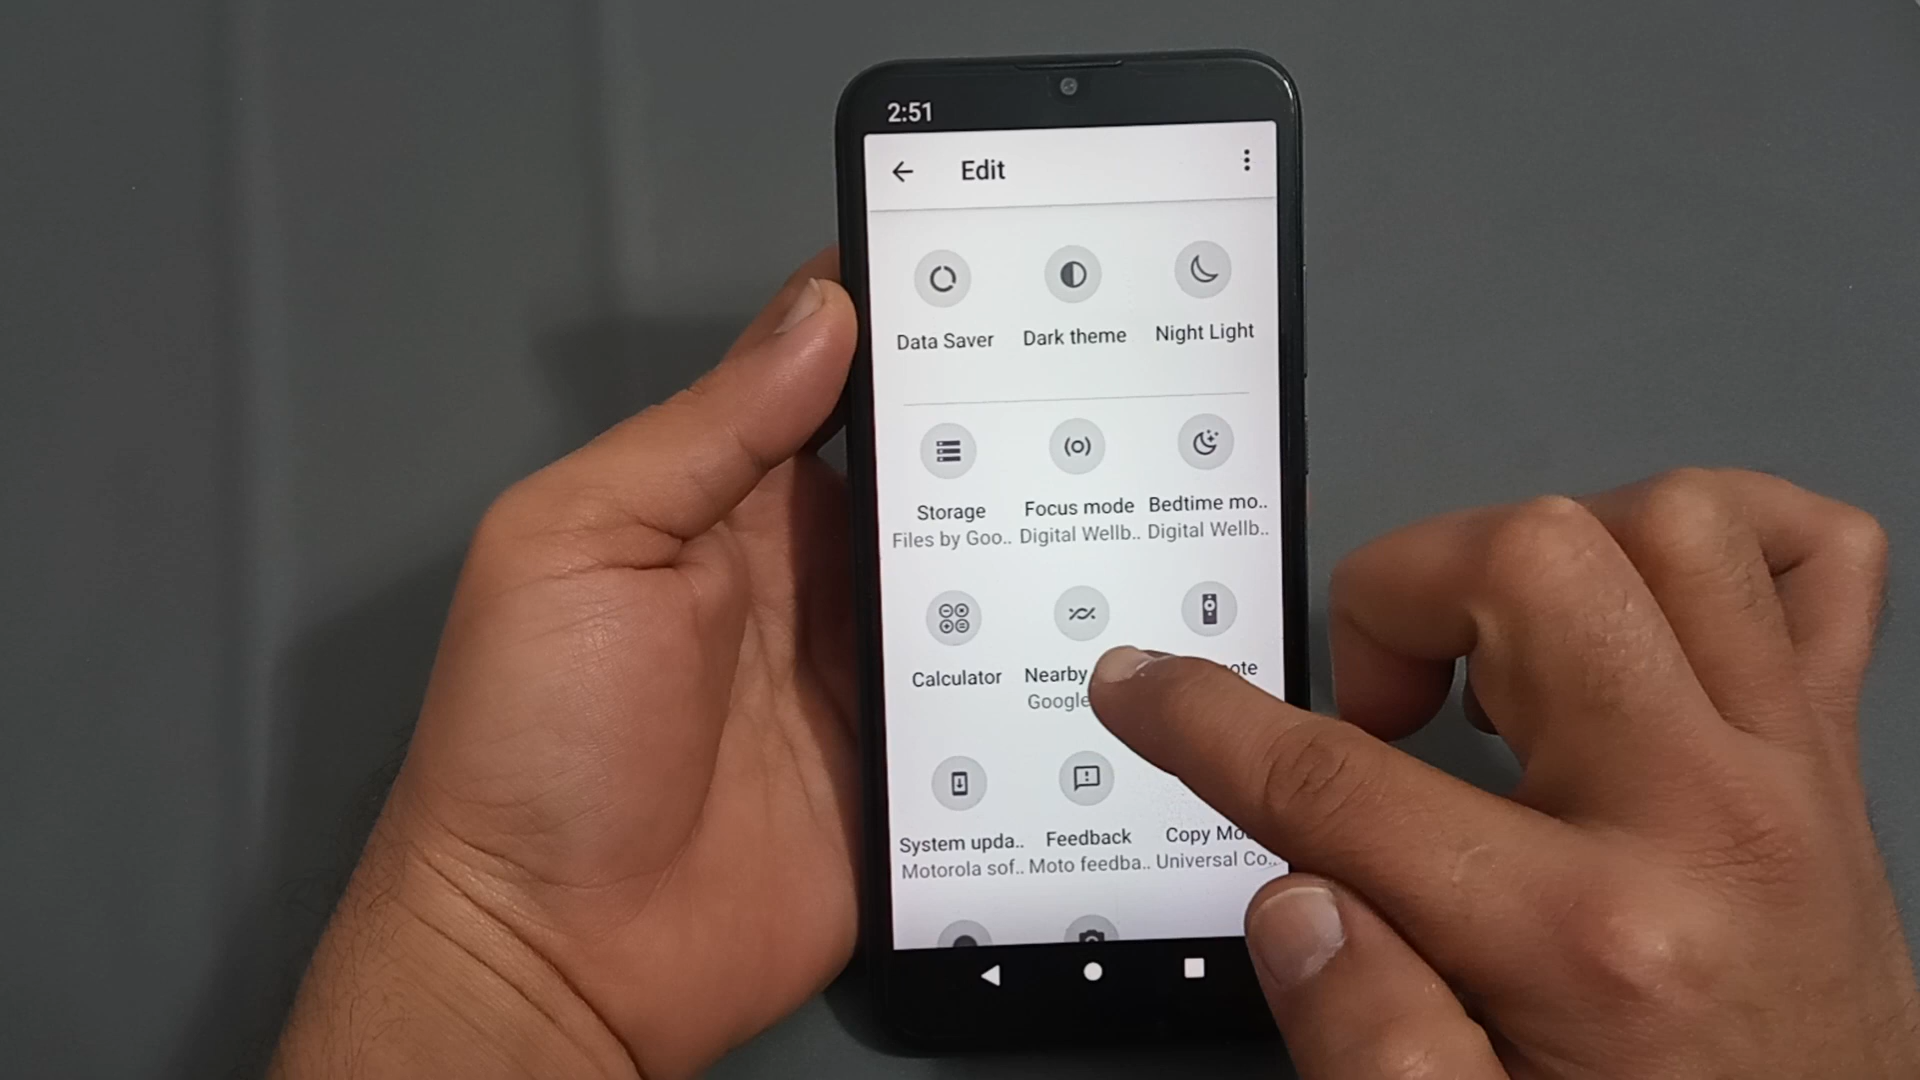 2:51
Edit
Data Saver
Dark theme
Night Light
Storage
Files by Goo..
Focus mode
Digital Wellb..
Bedtime mo..
Digital Wellb..
Calculator
Nearby
Google
System upda..
Motorola sof..
Feedback
Moto feedba..
Copy Mo
Universal Co..